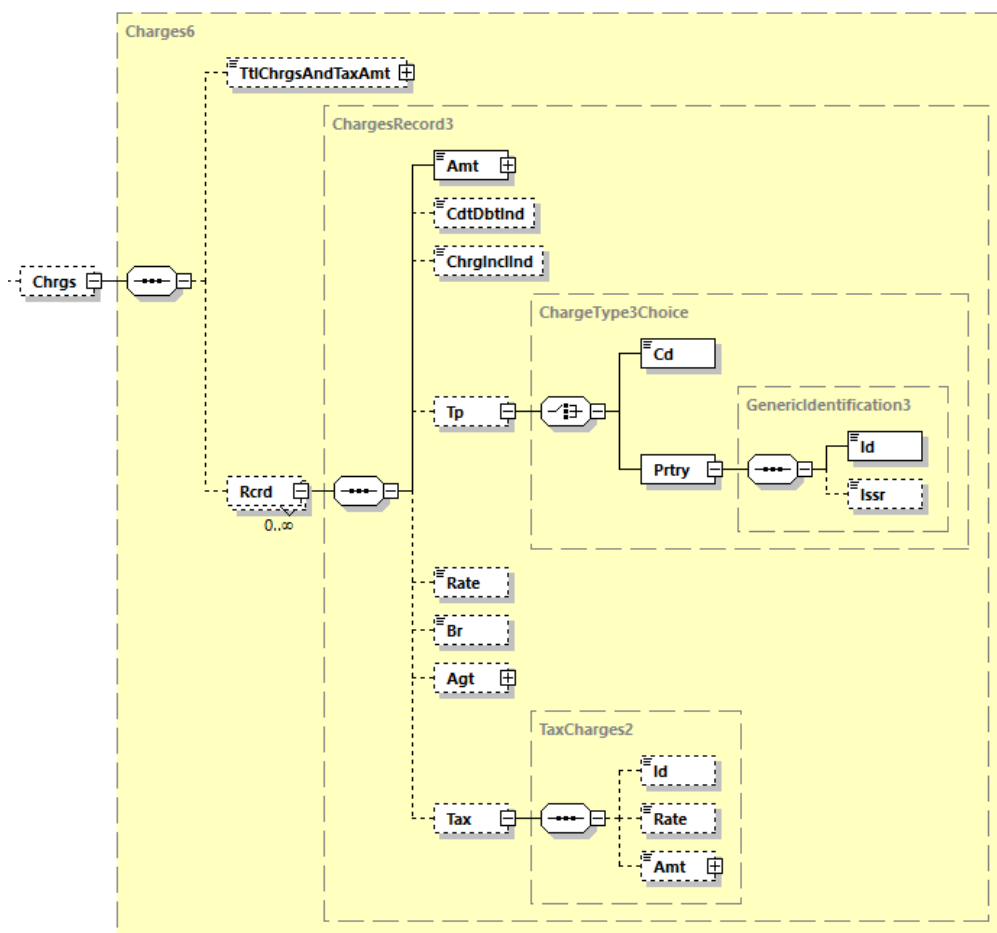 Charges6
TtlChrgsAndTaxAmt
ChargesRecord3
Amt
CdtDbtInd
ChrgInclInd
Chrgs
ChargeType3Choice
Cd
GenericIdentification3
Tp
Id
Prtry
Issr
Rcrd
0..∞
Rate
Br
Agt
TaxCharges2
Id
Tax
Rate
Amt